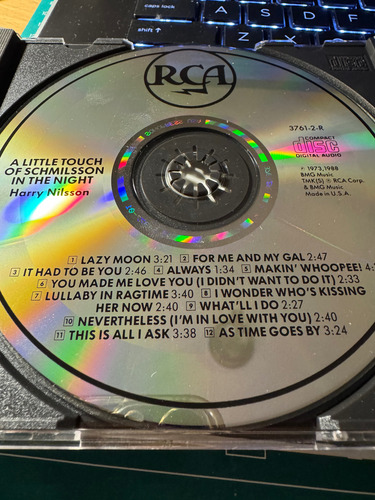 caps lock A S D F
shift Z
RCA
3761-2-R
COMPACT
disc
DIGITAL AUDIO
A LITTLE TOUCH
OF SCHMILSSON
IN THE NIGHT
Harry Nilsson
℗ 1973, 1988
BMG Music
TMK(S) ® RCA Corp.
& BMG Music
Made in U.S.A.
1 LAZY MOON 3:21 2 FOR ME AND MY GAL 2:47
3 IT HAD TO BE YOU 2:46 4 ALWAYS 1:34 5 MAKIN' WHOOPEE!
6 YOU MADE ME LOVE YOU (I DIDN'T WANT TO DO IT) 2:33
7 LULLABY IN RAGTIME 3:40 8 I WONDER WHO'S KISSING
HER NOW 2:40 9 WHAT'LL I DO 2:27
10 NEVERTHELESS (I'M IN LOVE WITH YOU) 2:40
11 THIS IS ALL I ASK 3:38 12 AS TIME GOES BY 3:24